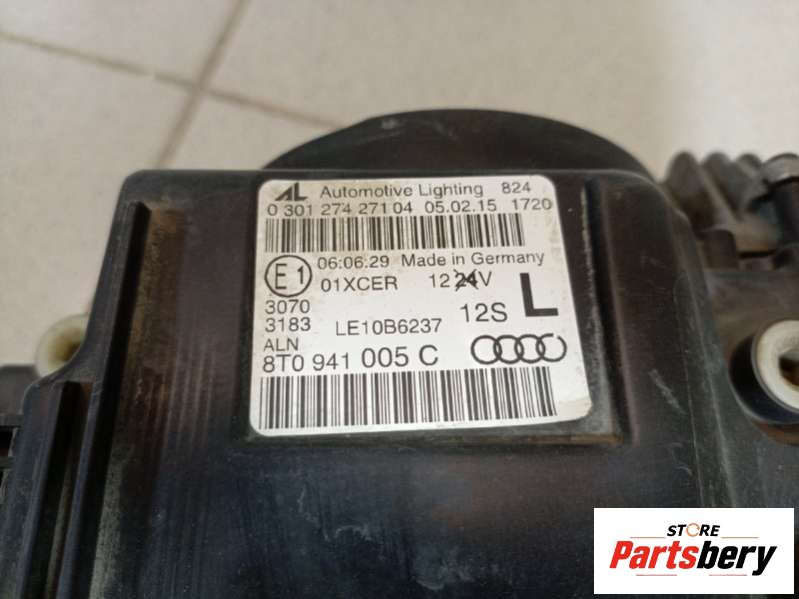 AL Automotive Lighting 824
0 301 274 271 04 05.02.15 1720
E1 06:06:29 Made in Germany
01XCER 12 24V L
3070
3183 LE10B6237 12S
ALN
8T0 941 005 C
STORE
Partsbery